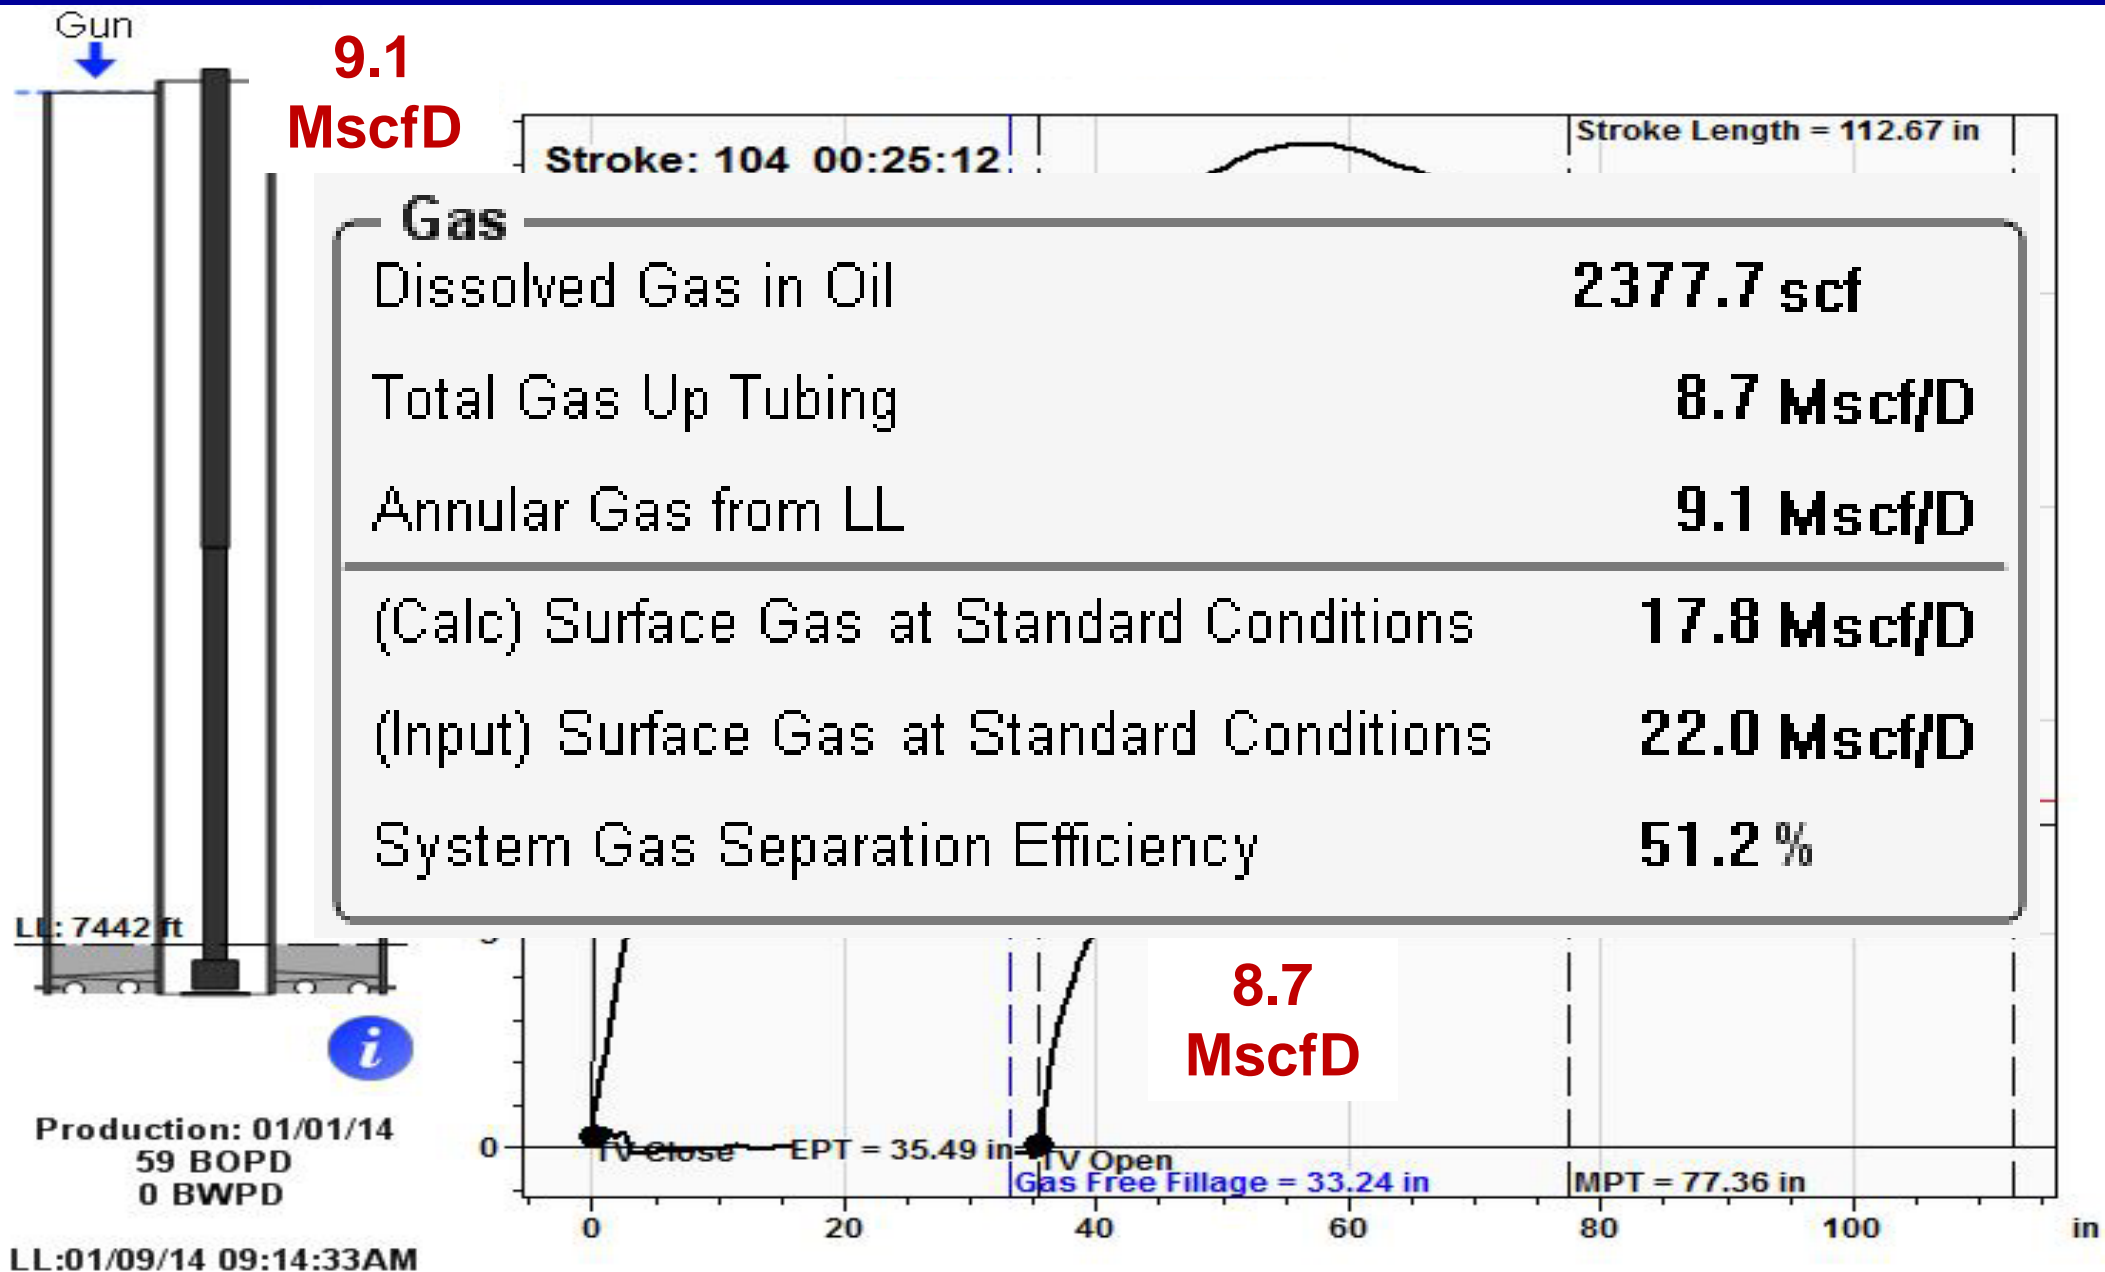 Gun
9.1
MscfD
Stroke Length = 112.67 in
Stroke: 104 00:25:12
Gas
Dissolved Gas in Oil 2377.7 scf
Total Gas Up Tubing 8.7 Mscf/D
Annular Gas from LL 9.1 Mscf/D
(Calc) Surface Gas at Standard Conditions 17.8 Mscf/D
(Input) Surface Gas at Standard Conditions 22.0 Mscf/D
System Gas Separation Efficiency 51.2 %
LL: 7442 ft
8.7
MscfD
i
Production: 01/01/14
59 BOPD
0 BWPD
LL:01/09/14 09:14:33AM
0
TV Close EPT = 35.49 in TV Open
Gas Free Fillage = 33.24 in MPT = 77.36 in
0 20 40 60 80 100 in